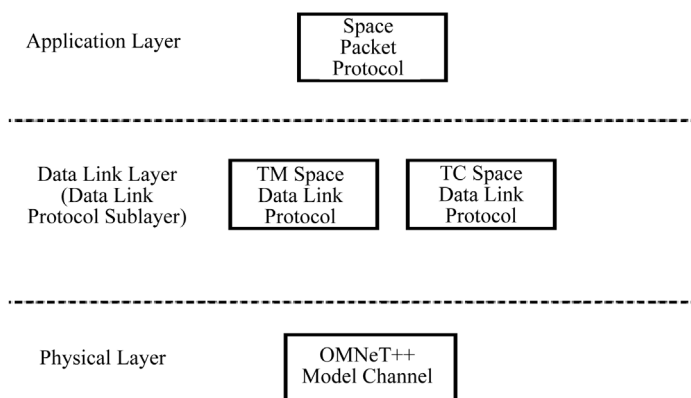 Application Layer
Space
Packet
Protocol
Data Link Layer
(Data Link
Protocol Sublayer)
TM Space
Data Link
Protocol
TC Space
Data Link
Protocol
Physical Layer
OMNeT++
Model Channel